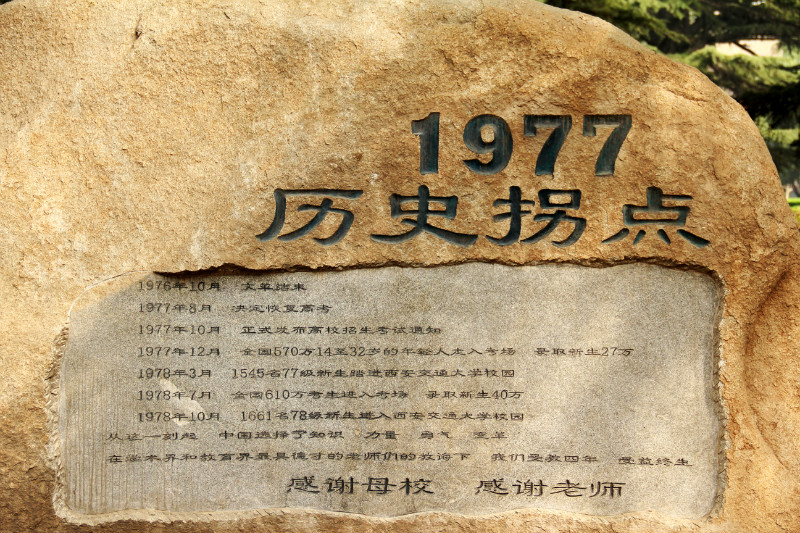 1977
历史拐点
1976年10月 文革结束
1977年8月 决定恢复高考
1977年10月 正式发布高校招生考试通知
1977年12月 全国570万14至32岁的年轻人走入考场 录取新生27万
1978年3月 1545名77级新生踏进西安交通大学校园
1978年7月 全国610万考生进入考场 录取新生40万
1978年10月 1661名78级新生进入西安交通大学校园
从这一刻起 中国选择了知识 力量 勇气 变革
在学术界和教育界最具德才的老师们的教诲下 我们受教四年 受益终生
感谢母校 感谢老师